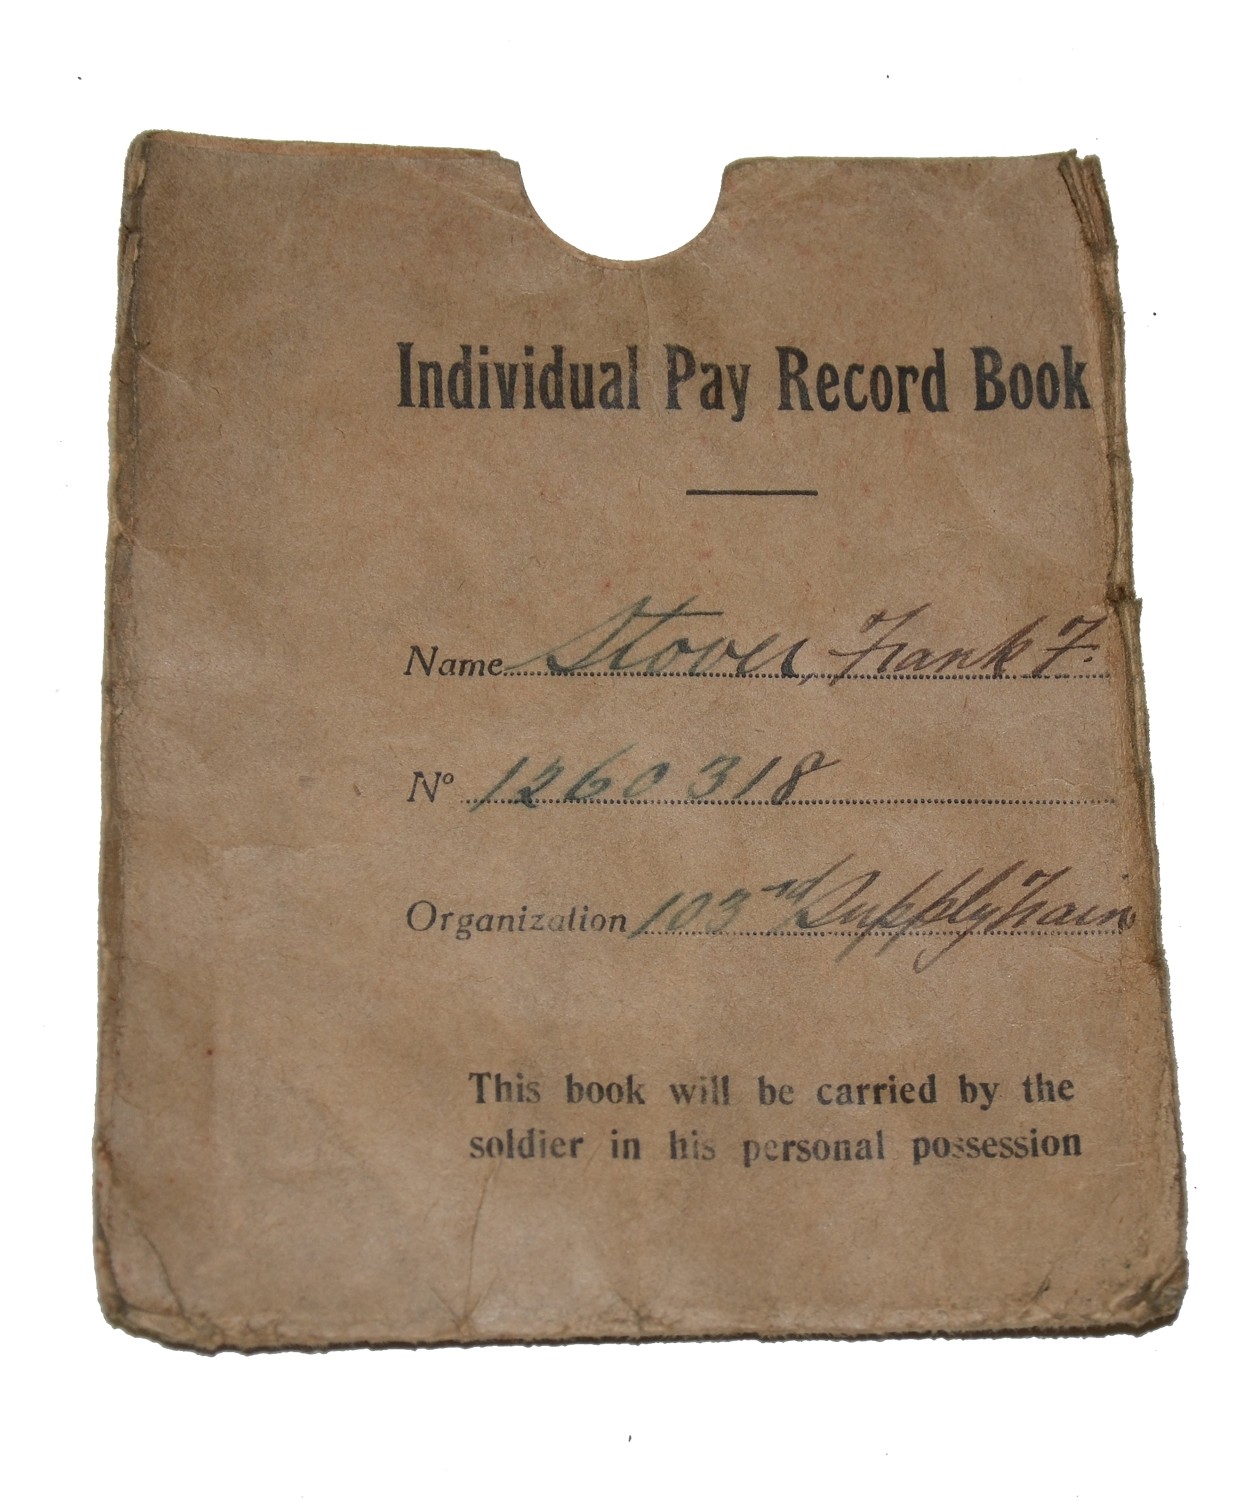 Individual Pay Record Book
Name Stover, Frank F.
Nº 1260318
Organization 103rd Supply Train
This book will be carried by the
soldier in his personal possession